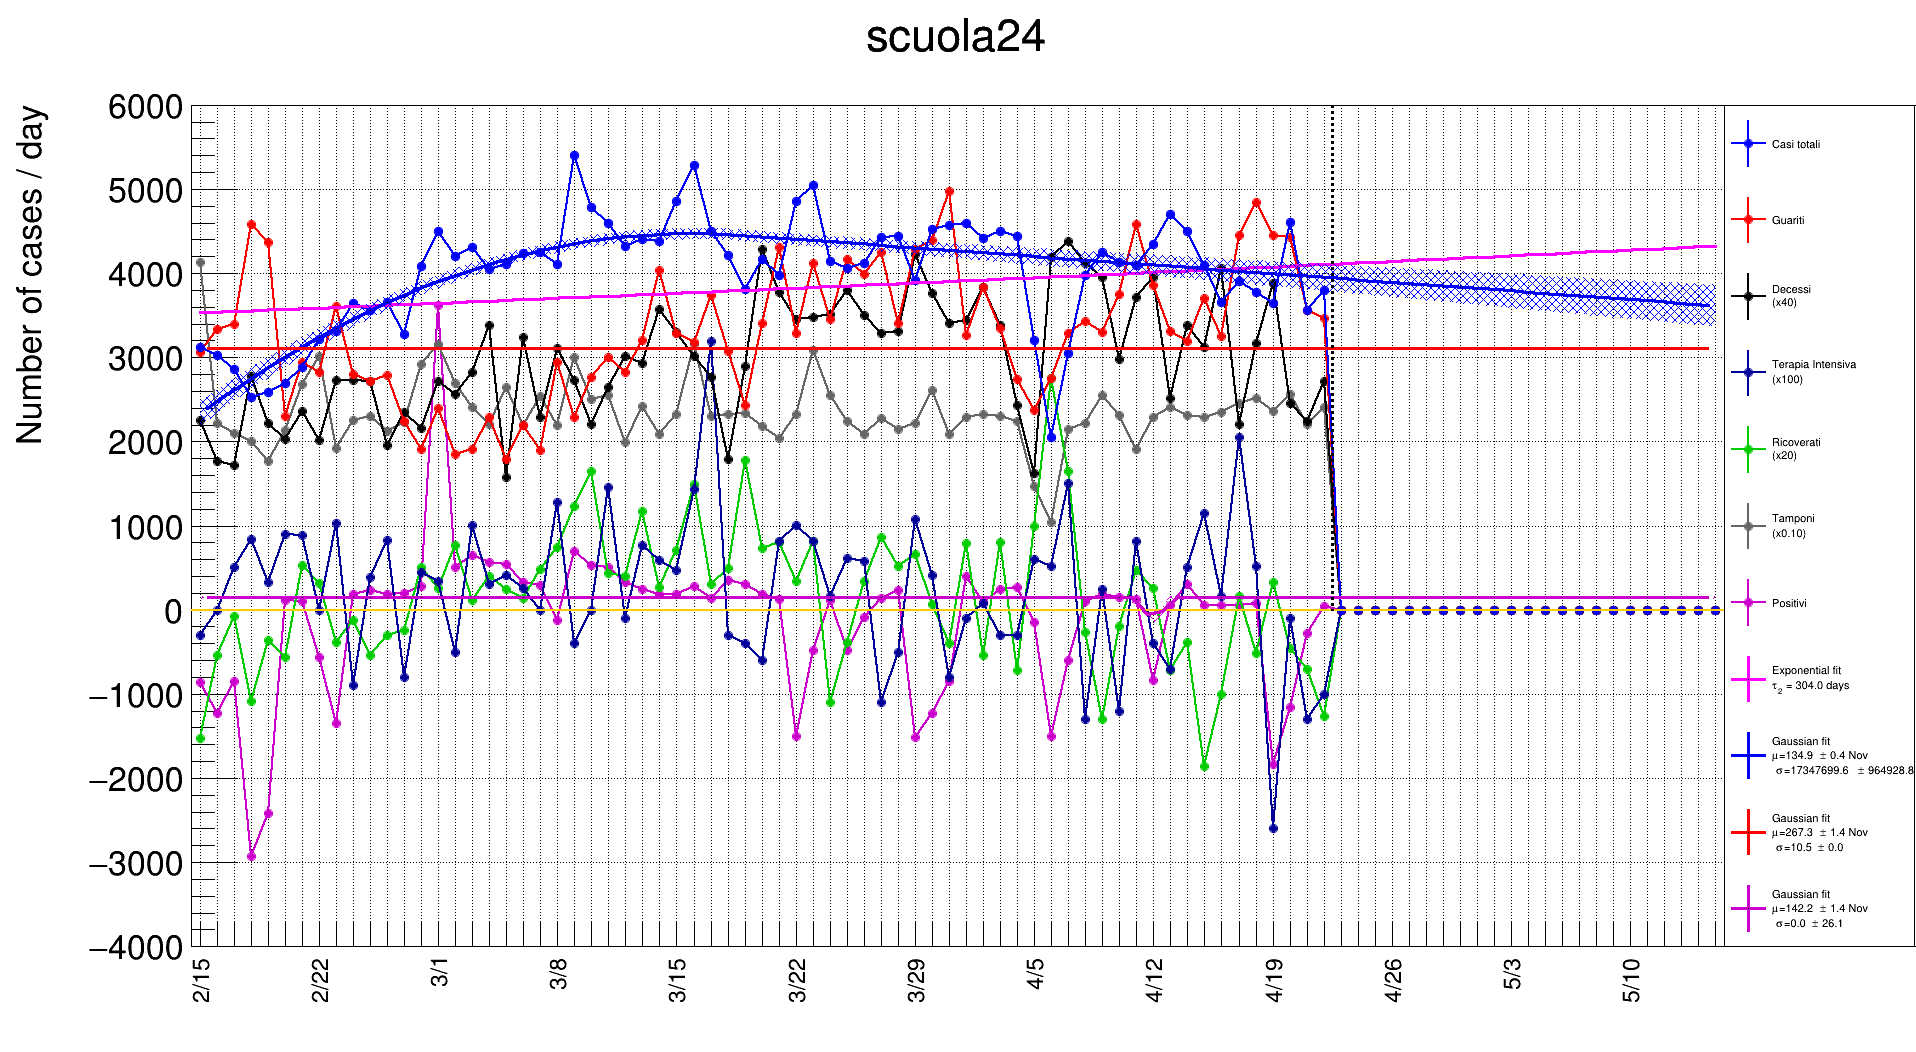 scuola24
Number of cases / day
6000
5000
4000
3000
2000
1000
0
−1000
−2000
−3000
−4000
2/15
2/22
3/1
3/8
3/15
3/22
3/29
4/5
4/12
4/19
4/26
5/3
5/10
Casi totali
Guariti
Decessi
(x40)
Terapia Intensiva
(x100)
Ricoverati
(x20)
Tamponi
(x0.10)
Positivi
Exponential fit
τ2 = 304.0 days
Gaussian fit
μ=134.9 ± 0.4 Nov
σ=17347699.6 ± 964928.8
Gaussian fit
μ=267.3 ± 1.4 Nov
σ=10.5 ± 0.0
Gaussian fit
μ=142.2 ± 1.4 Nov
σ=0.0 ± 26.1